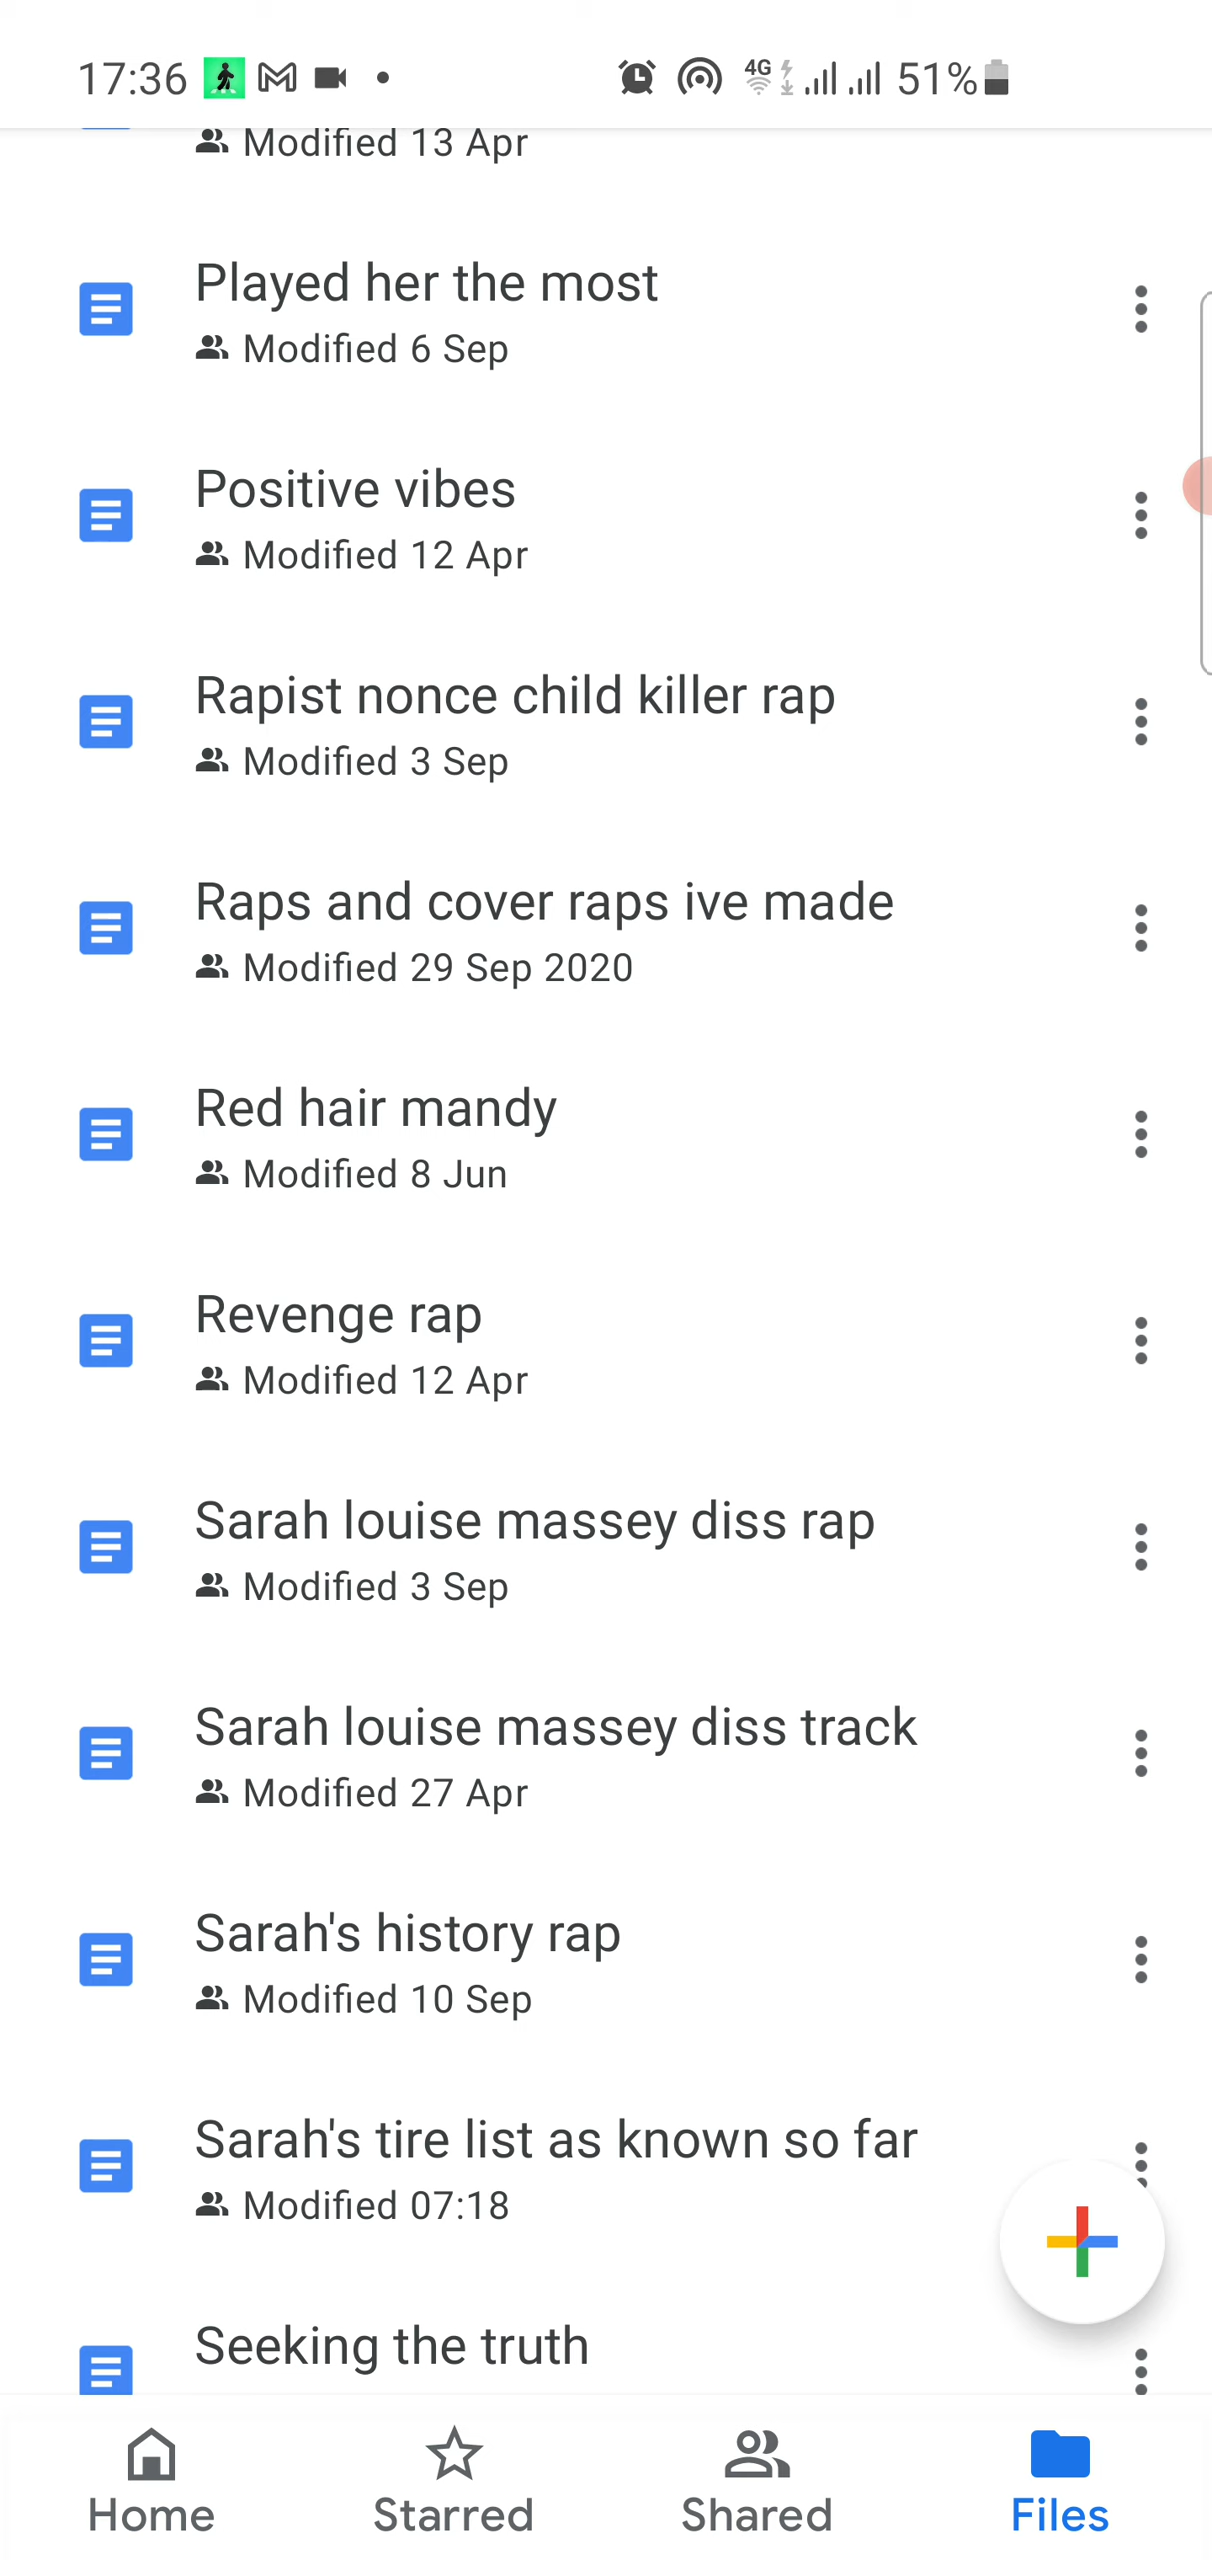 17:36 4G 51%
Modified 13 Apr
Played her the most
Modified 6 Sep
Positive vibes
Modified 12 Apr
Rapist nonce child killer rap
Modified 3 Sep
Raps and cover raps ive made
Modified 29 Sep 2020
Red hair mandy
Modified 8 Jun
Revenge rap
Modified 12 Apr
Sarah louise massey diss rap
Modified 3 Sep
Sarah louise massey diss track
Modified 27 Apr
Sarah's history rap
Modified 10 Sep
Sarah's tire list as known so far
Modified 07:18
Seeking the truth
Home Starred Shared Files